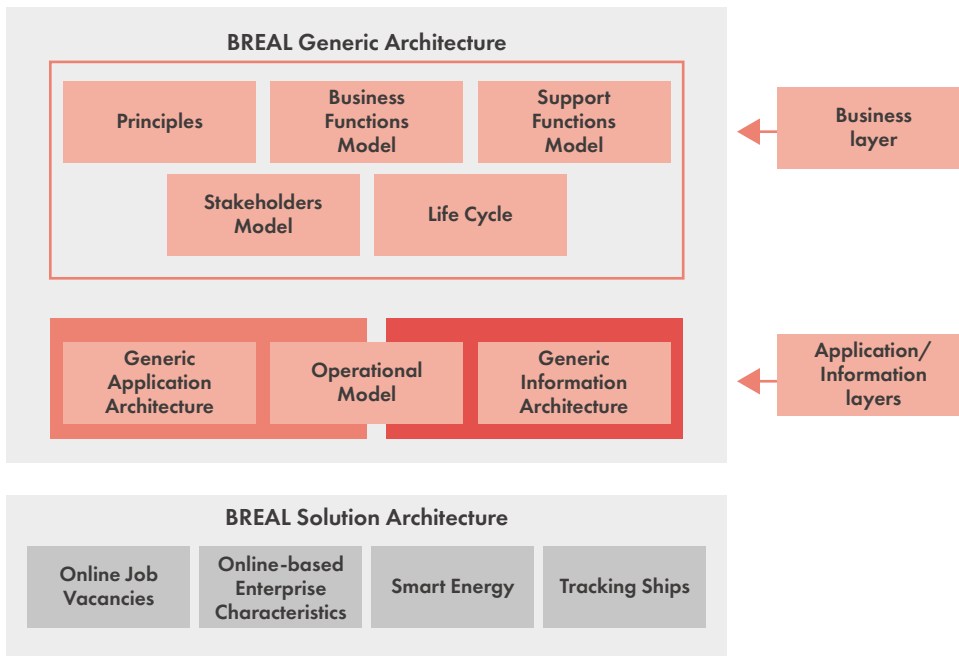 BREAL Generic Architecture
Principles
Business
Functions
Model
Support
Functions
Model
Business
layer
Stakeholders
Model
Life Cycle
Generic
Application
Architecture
Operational
Model
Generic
Information
Architecture
Application/
Information
layers
BREAL Solution Architecture
Online Job
Vacancies
Online-based
Enterprise
Characteristics
Smart Energy
Tracking Ships